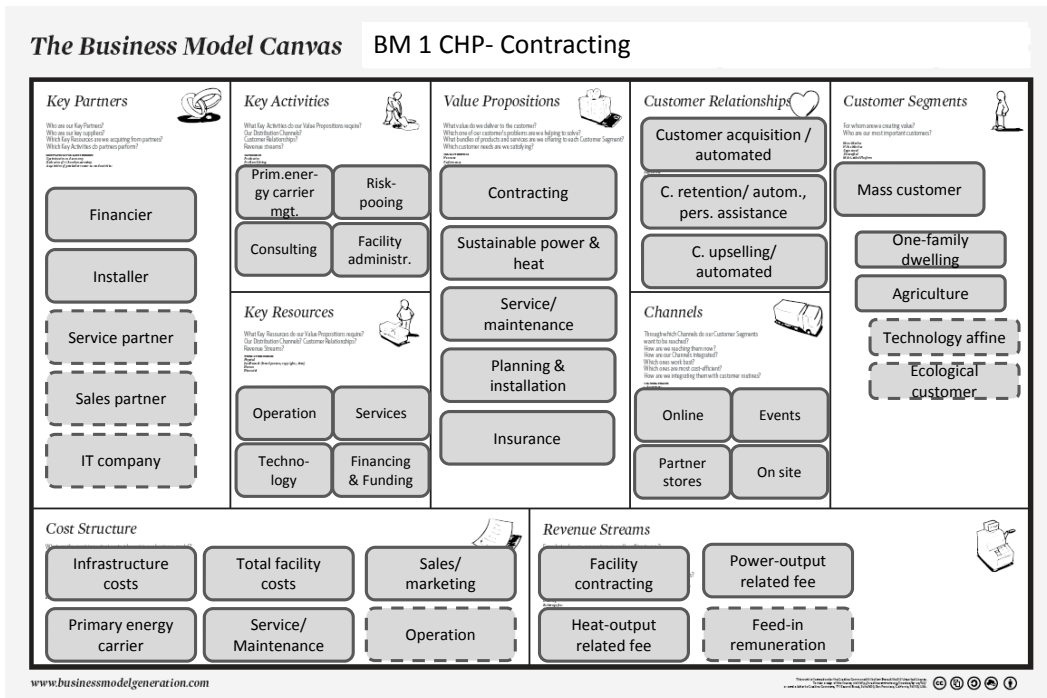 The Business Model Canvas
BM 1 CHP- Contracting
Key Partners
Who are our Key Partners?
Who are our key suppliers?
Which Key Resources are we acquiring from partners?
Which Key Activities do partners perform?
Financier
Installer
Service partner
Sales partner
IT company
Key Activities
What Key Activities do our Value Propositions require?
Our Distribution Channels?
Customer Relationships?
Revenue streams?
Prim.ener-
gy carrier
mgt.
Risk-
pooing
Consulting
Facility
administr.
Key Resources
What Key Resources do our Value Propositions require?
Our Distribution Channels? Customer Relationships?
Revenue Streams?
Operation
Services
Techno-
logy
Financing
& Funding
Value Propositions
What value do we deliver to the customer?
Which one of our customer's problems are we helping to solve?
What bundles of products and services are we offering to each Customer Segment?
Which customer needs are we satisfying?
Contracting
Sustainable power &
heat
Service/
maintenance
Planning &
installation
Insurance
Customer Relationships
Customer acquisition /
automated
C. retention/ autom.,
pers. assistance
C. upselling/
automated
Channels
Through which Channels do our Customer Segments
want to be reached?
How are we reaching them now?
How are our Channels integrated?
Which ones work best?
Which ones are most cost-efficient?
How are we integrating them with customer routines?
Online
Events
Partner
stores
On site
Customer Segments
For whom are we creating value?
Who are our most important customers?
Mass customer
One-family
dwelling
Agriculture
Technology affine
Ecological
customer
Cost Structure
Infrastructure
costs
Total facility
costs
Sales/
marketing
Primary energy
carrier
Service/
Maintenance
Operation
Revenue Streams
Facility
contracting
Power-output
related fee
Heat-output
related fee
Feed-in
remuneration
www.businessmodelgeneration.com